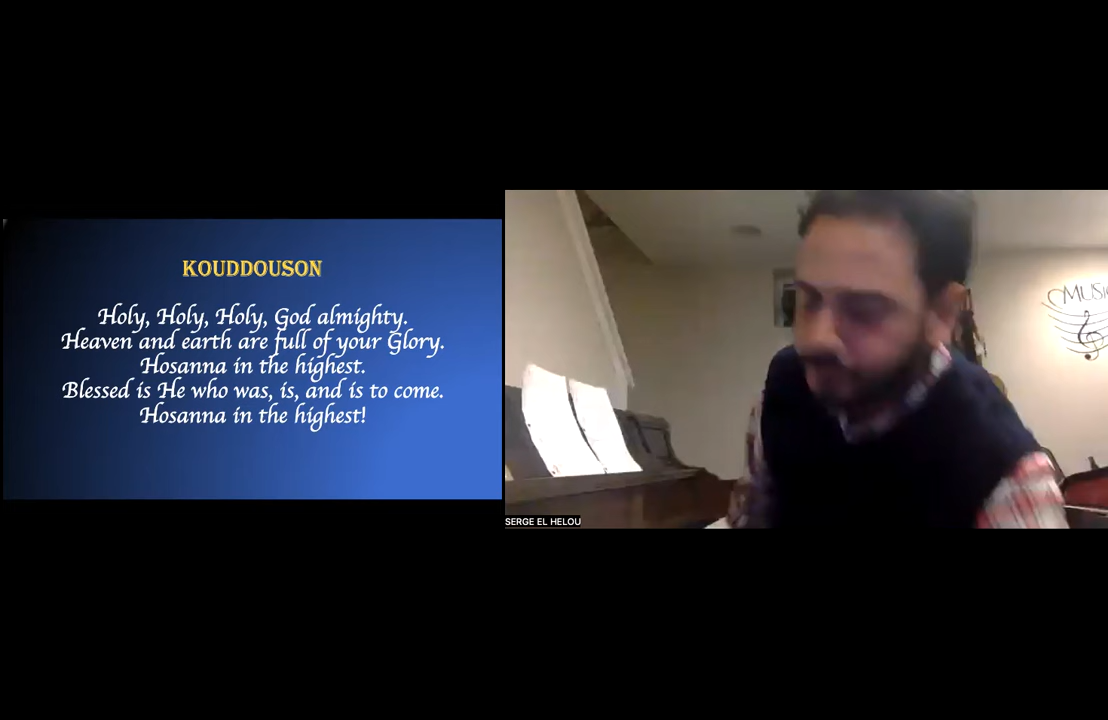 KOUDDOUSON
Holy, Holy, Holy, God almighty.
Heaven and earth are full of your Glory.
Hosanna in the highest.
Blessed is He who was, is, and is to come.
Hosanna in the highest!
SERGE EL HELOU